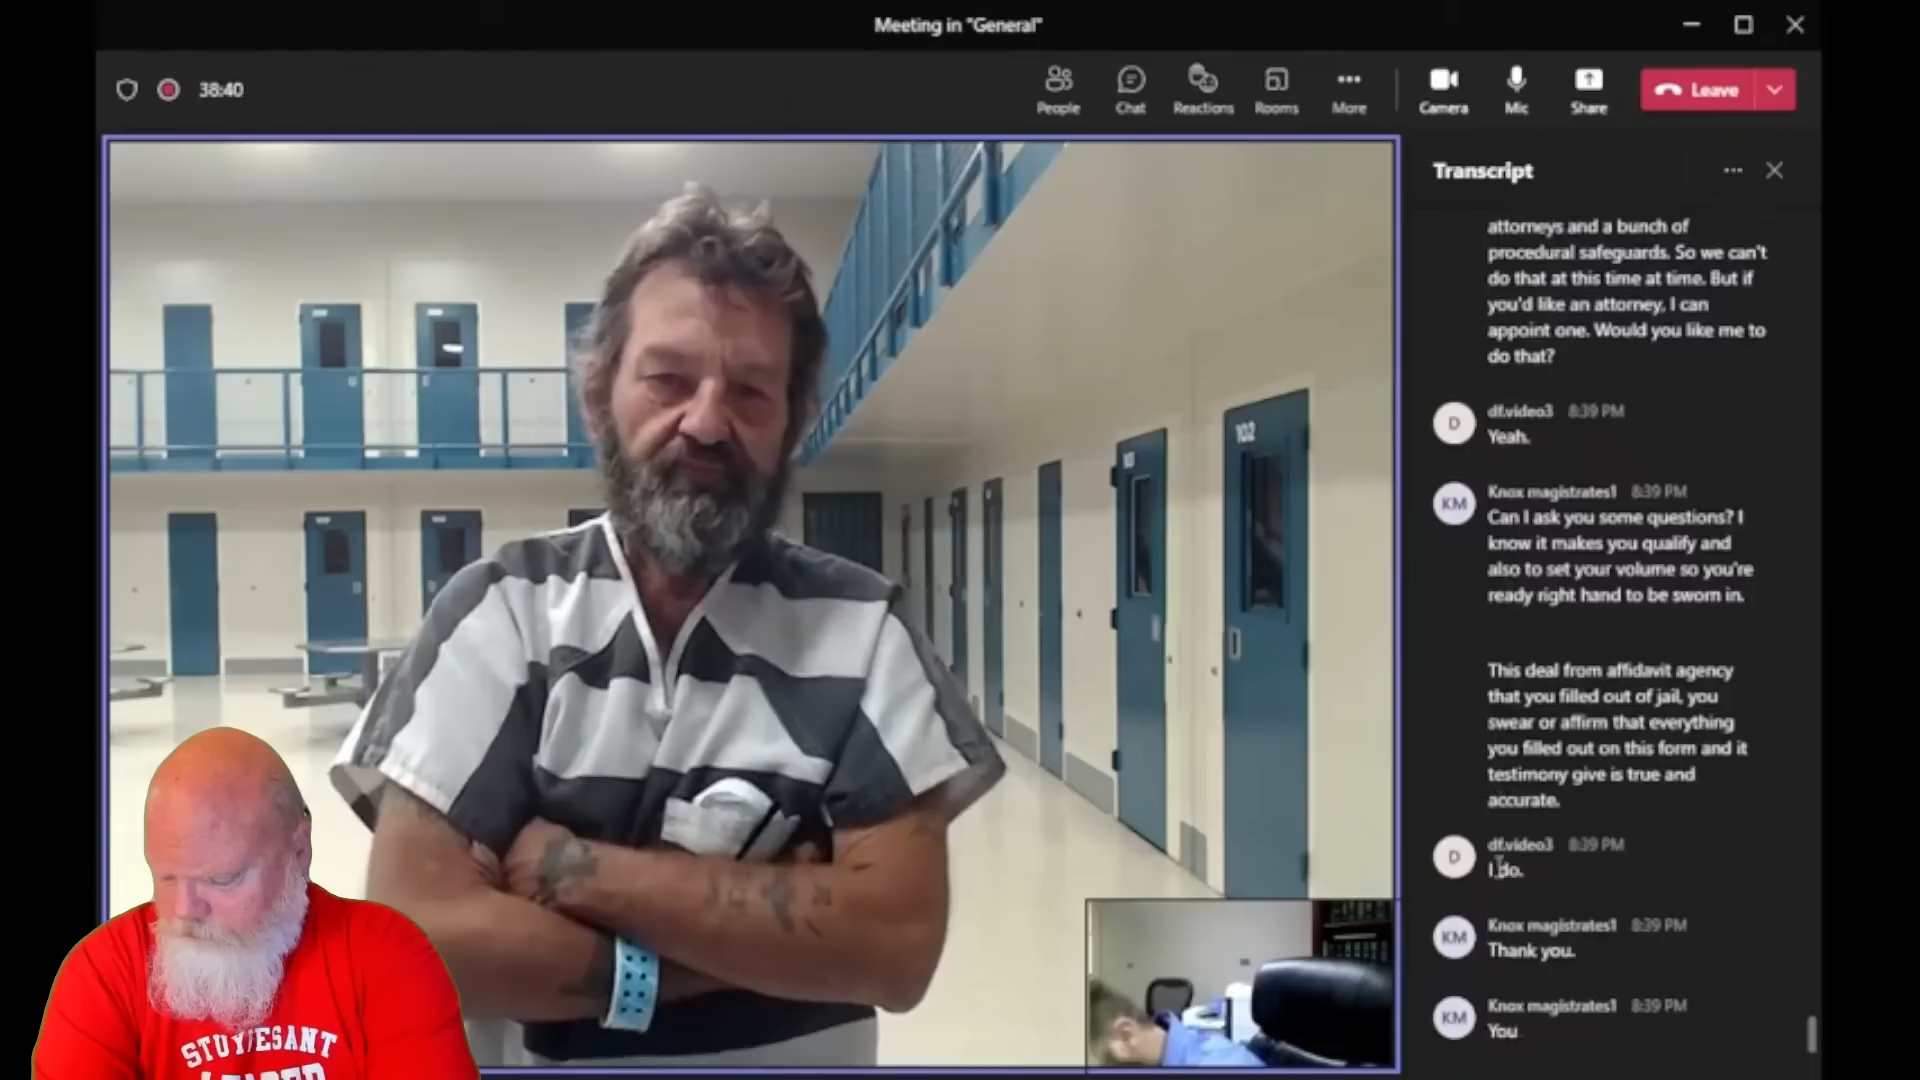 Meeting in "General"
38:40
People
Chat
Reactions
Rooms
More
Camera
Mic
Share
Leave
Transcript
attorneys and a bunch of
procedural safeguards. So we can't
do that at this time at time. But if
you'd like an attorney, I can
appoint one. Would you like me to
do that?
D
df.video3 8:39 PM
Yeah.
KM
Knox magistrates1 8:39 PM
Can I ask you some questions? I
know it makes you qualify and
also to set your volume so you're
ready right hand to be sworn in.
This deal from affidavit agency
that you filled out of jail, you
swear or affirm that everything
you filled out on this form and it
testimony give is true and
accurate.
D
df.video3 8:39 PM
I do.
KM
Knox magistrates1 8:39 PM
Thank you.
KM
Knox magistrates1 8:39 PM
You
102